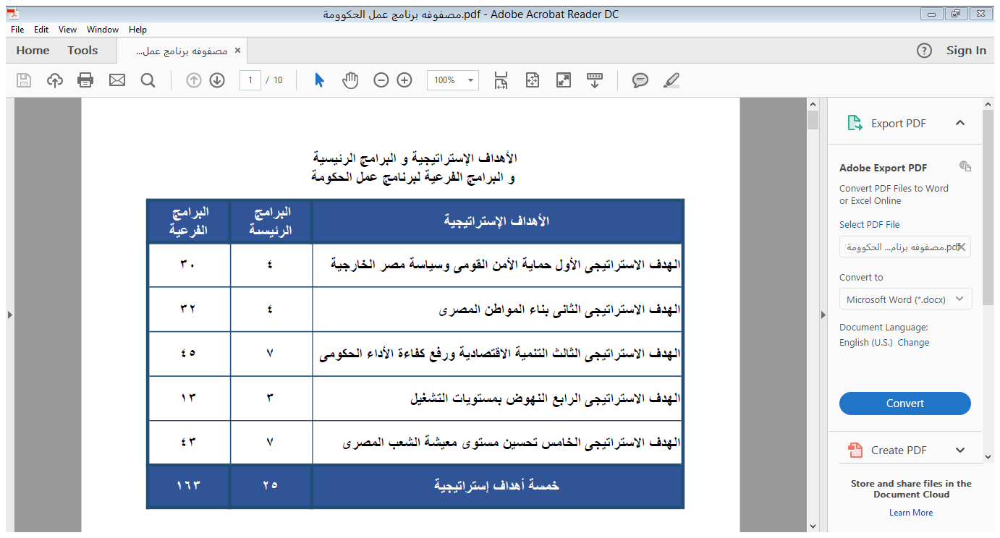 مصفوفه برنامج عمل الحكوومة.pdf - Adobe Acrobat Reader DC
File Edit View Window Help
Home Tools مصفوفه برنامج عمل... × Sign In
1 / 10 100%
الأهداف الإستراتيجية و البرامج الرئيسية
و البرامج الفرعية لبرنامج عمل الحكومة
الأهداف الإستراتيجية البرامج الرئيسة البرامج الفرعية
الهدف الاستراتيجى الأول حماية الأمن القومى وسياسة مصر الخارجية ٤ ٣٠
الهدف الاستراتيجى الثانى بناء المواطن المصرى ٤ ٣٢
الهدف الاستراتيجى الثالث التنمية الاقتصادية ورفع كفاءة الأداء الحكومى ٧ ٤٥
الهدف الاستراتيجى الرابع النهوض بمستويات التشغيل ٣ ١٣
الهدف الاستراتيجى الخامس تحسين مستوى معيشة الشعب المصرى ٧ ٤٣
خمسة أهداف إستراتيجية ٢٥ ١٦٣
Export PDF
Adobe Export PDF
Convert PDF Files to Word
or Excel Online
Select PDF File
مصفوفه برنام... الحكوومة.pdf
Convert to
Microsoft Word (*.docx)
Document Language:
English (U.S.) Change
Convert
Create PDF
Store and share files in the
Document Cloud
Learn More